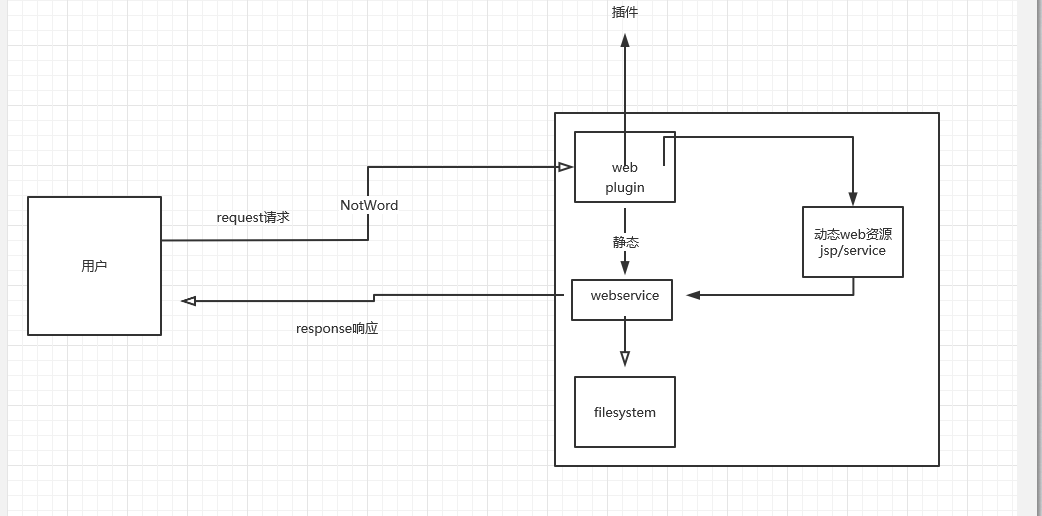 插件
web
plugin
NotWord
request请求
用户
静态
动态web资源
jsp/service
webservice
response响应
filesystem